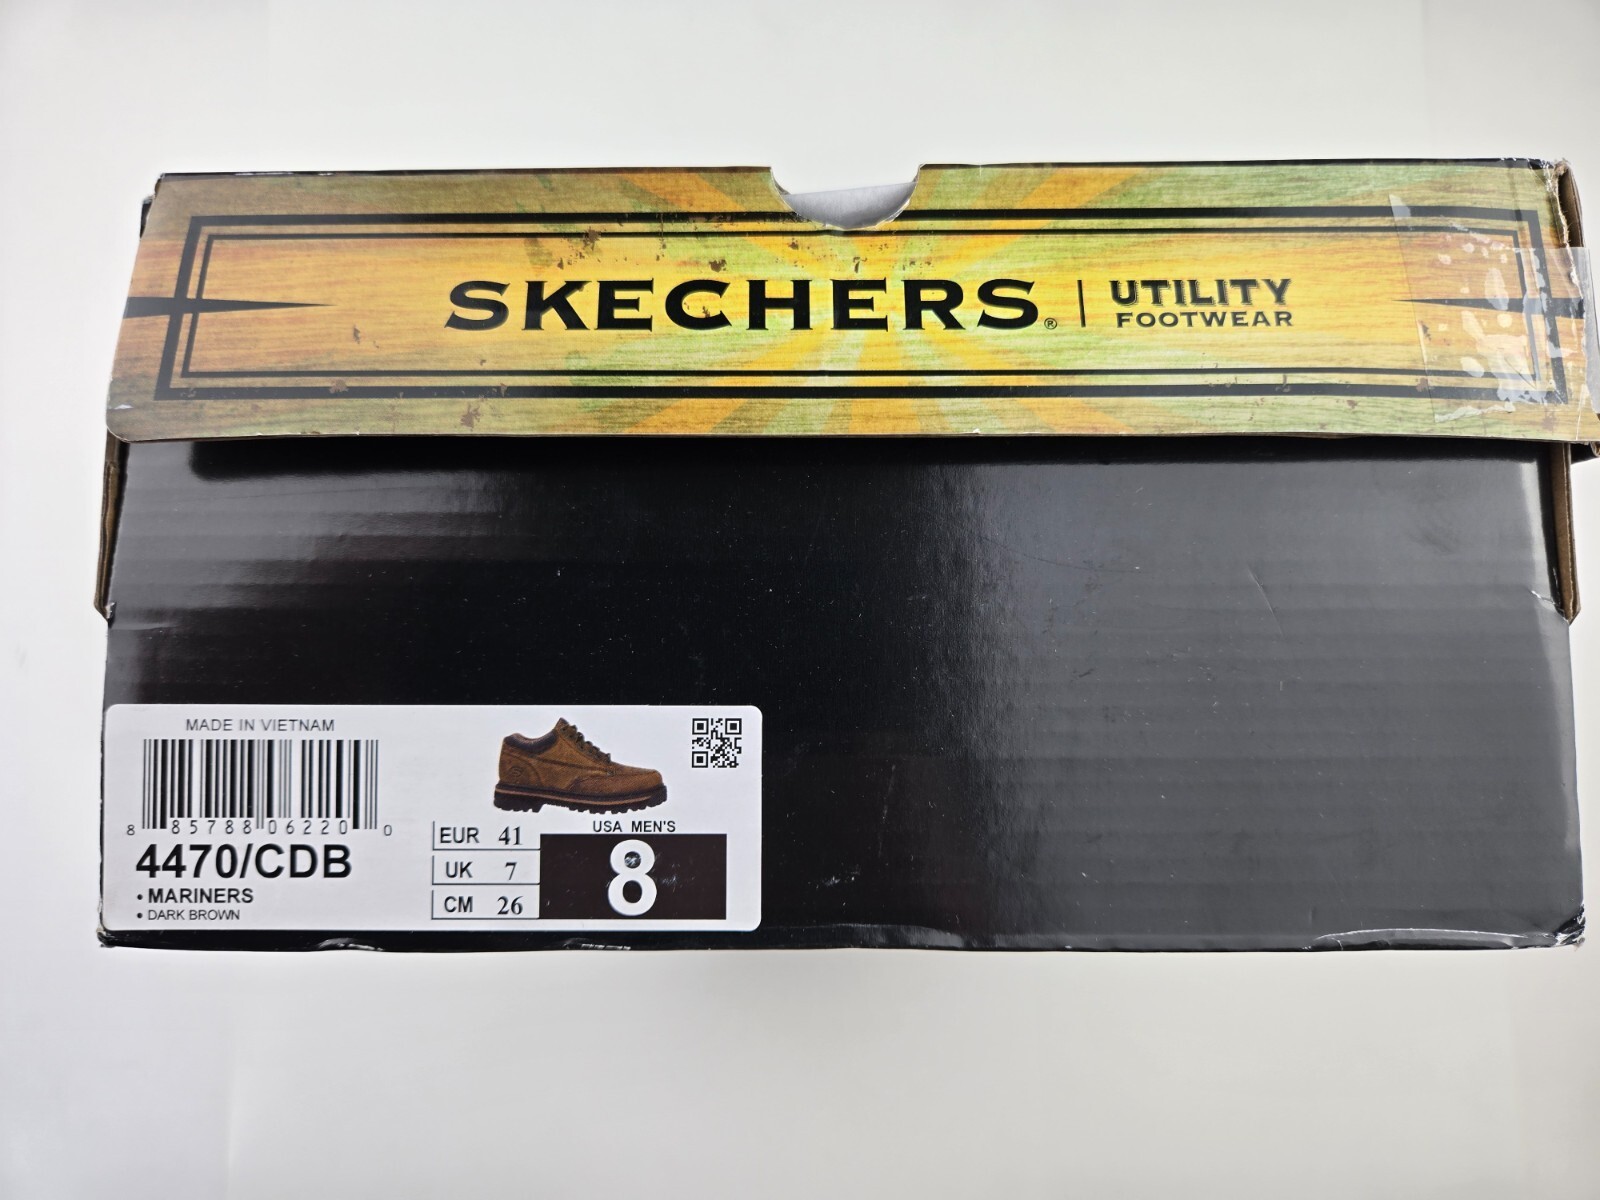 SKECHERS® | UTILITY
FOOTWEAR
MADE IN VIETNAM
8 85788 06220 0
4470/CDB
• MARINERS
• DARK BROWN
EUR 41
UK 7
CM 26
USA MEN'S
8